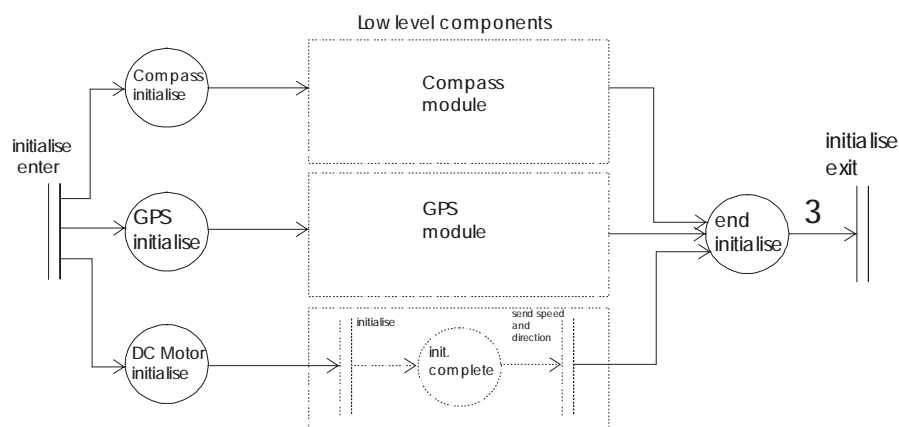 Low level components
Compass
initialise
Compass
module
initialise
enter
GPS
initialise
GPS
module
end
initialise
3
initialise
exit
DC Motor
initialise
initialise
init.
complete
send speed
and
direction